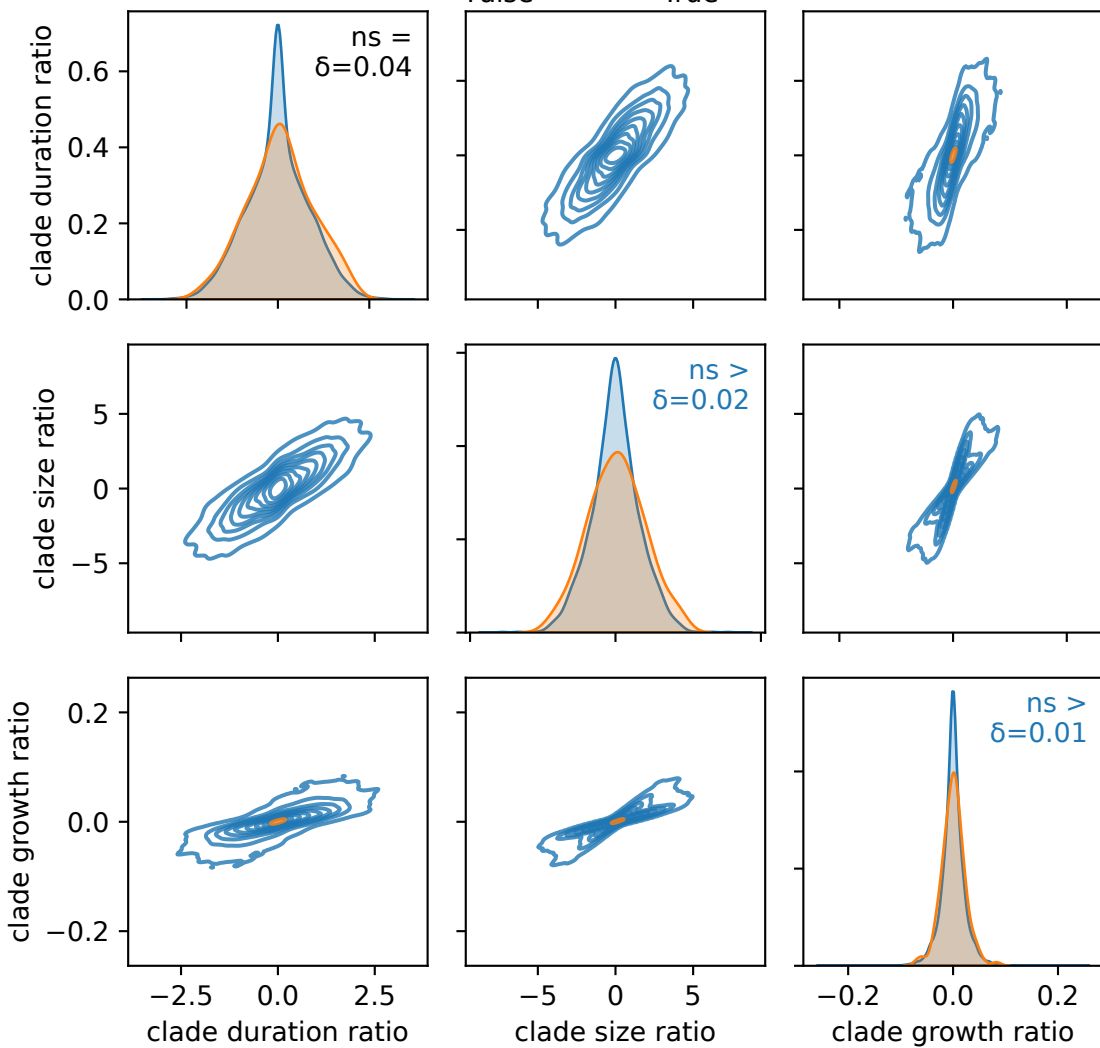 clade duration ratio
0.6
0.4
0.2
0.0
ns =
δ=0.04
clade size ratio
5
0
−5
ns >
δ=0.02
clade growth ratio
0.2
0.0
−0.2
ns >
δ=0.01
−2.5 0.0 2.5
−5 0 5
−0.2 0.0 0.2
clade duration ratio
clade size ratio
clade growth ratio